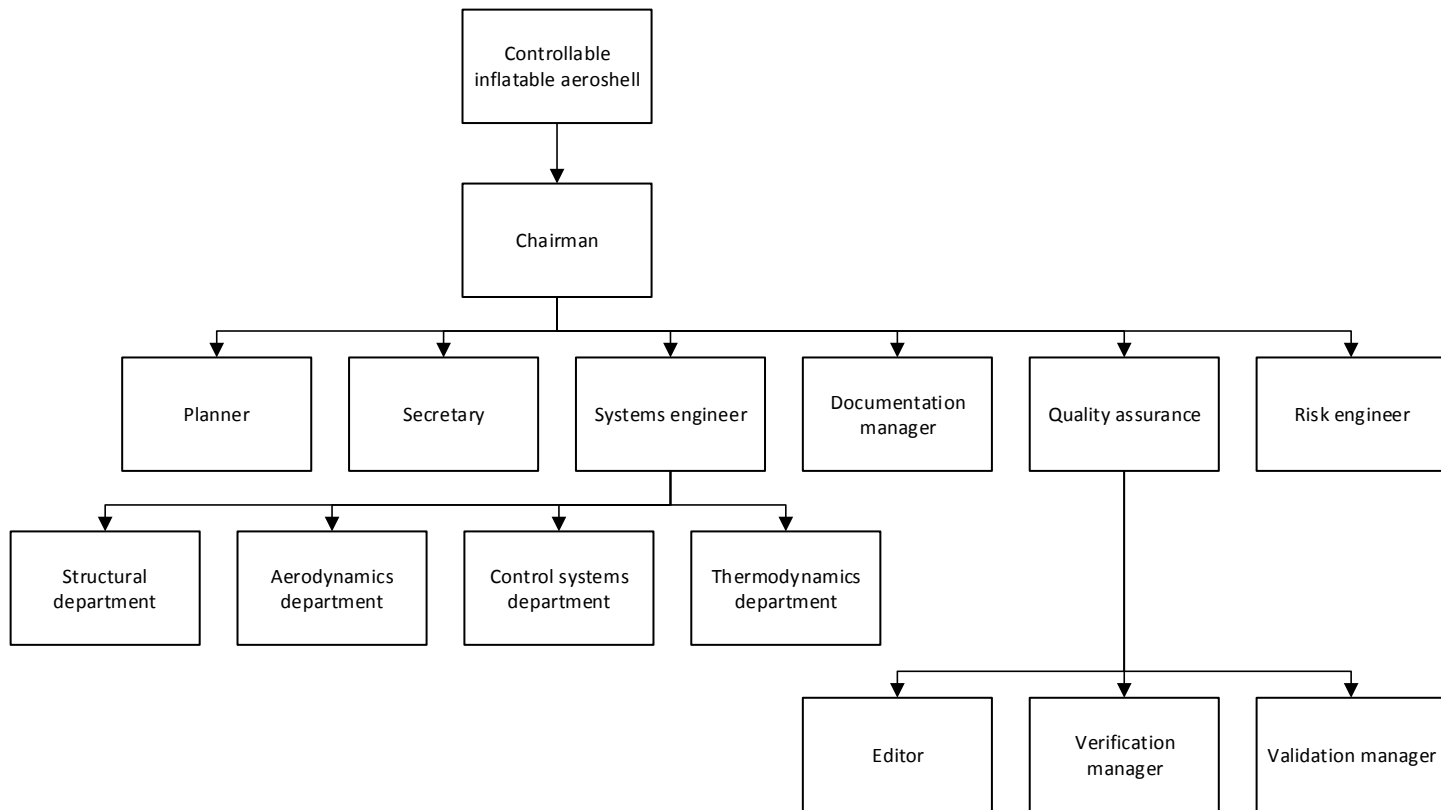 Controllable
inflatable aeroshell
Chairman
Planner
Secretary
Systems engineer
Documentation
manager
Quality assurance
Risk engineer
Structural
department
Aerodynamics
department
Control systems
department
Thermodynamics
department
Editor
Verification
manager
Validation manager